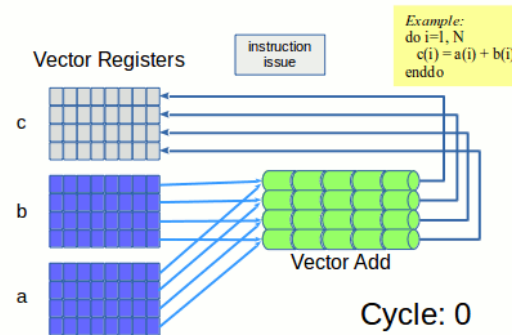 Example:
do i=1, N
c(i) = a(i) + b(i)
enddo
instruction
issue
Vector Registers
c
b
a
Vector Add
Cycle: 0